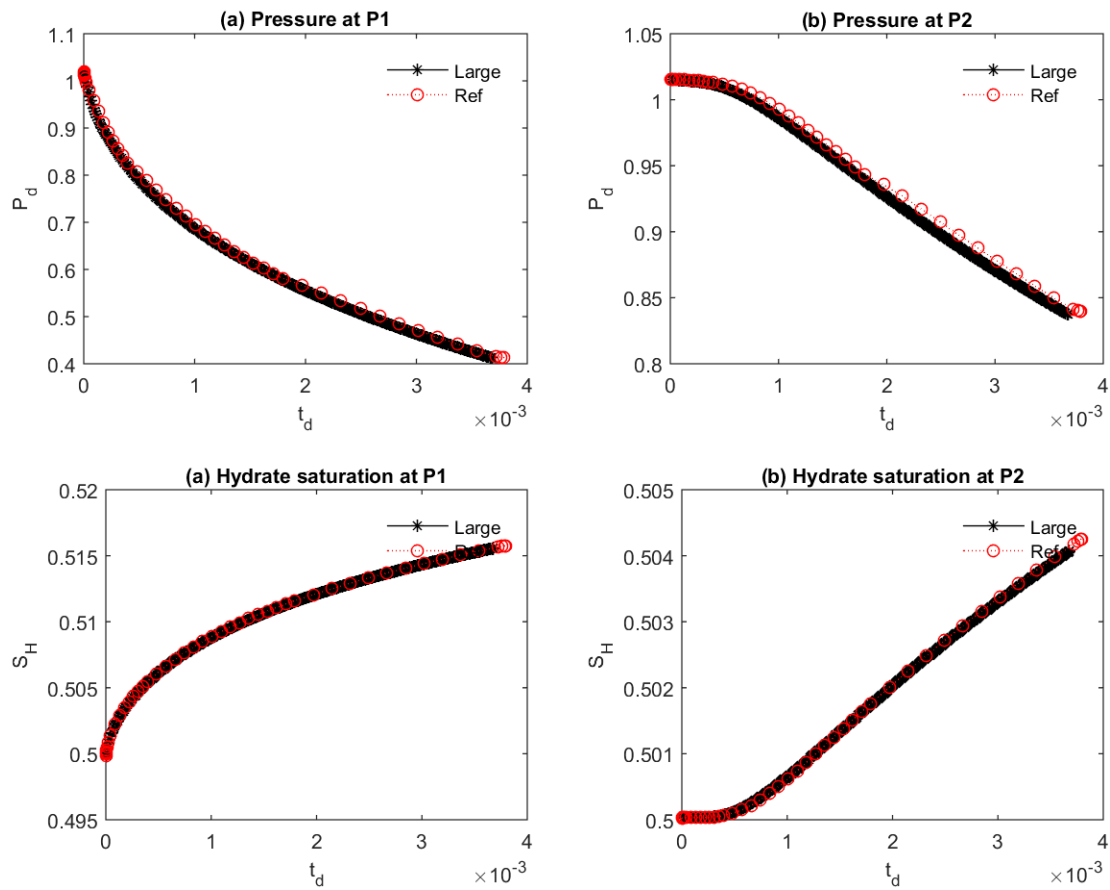 (a) Pressure at P1
1.1
1
0.9
0.8
0.7
0.6
0.5
0.4
P_d
0
1
2
3
4
t_d
×10^-3
Large
Ref
(b) Pressure at P2
1.05
1
0.95
0.9
0.85
0.8
P_d
0
1
2
3
4
t_d
×10^-3
Large
Ref
(a) Hydrate saturation at P1
0.52
0.515
0.51
0.505
0.5
0.495
S_H
0
1
2
3
4
t_d
×10^-3
Large
(b) Hydrate saturation at P2
0.505
0.504
0.503
0.502
0.501
0.5
S_H
0
1
2
3
4
t_d
×10^-3
Large
Ref